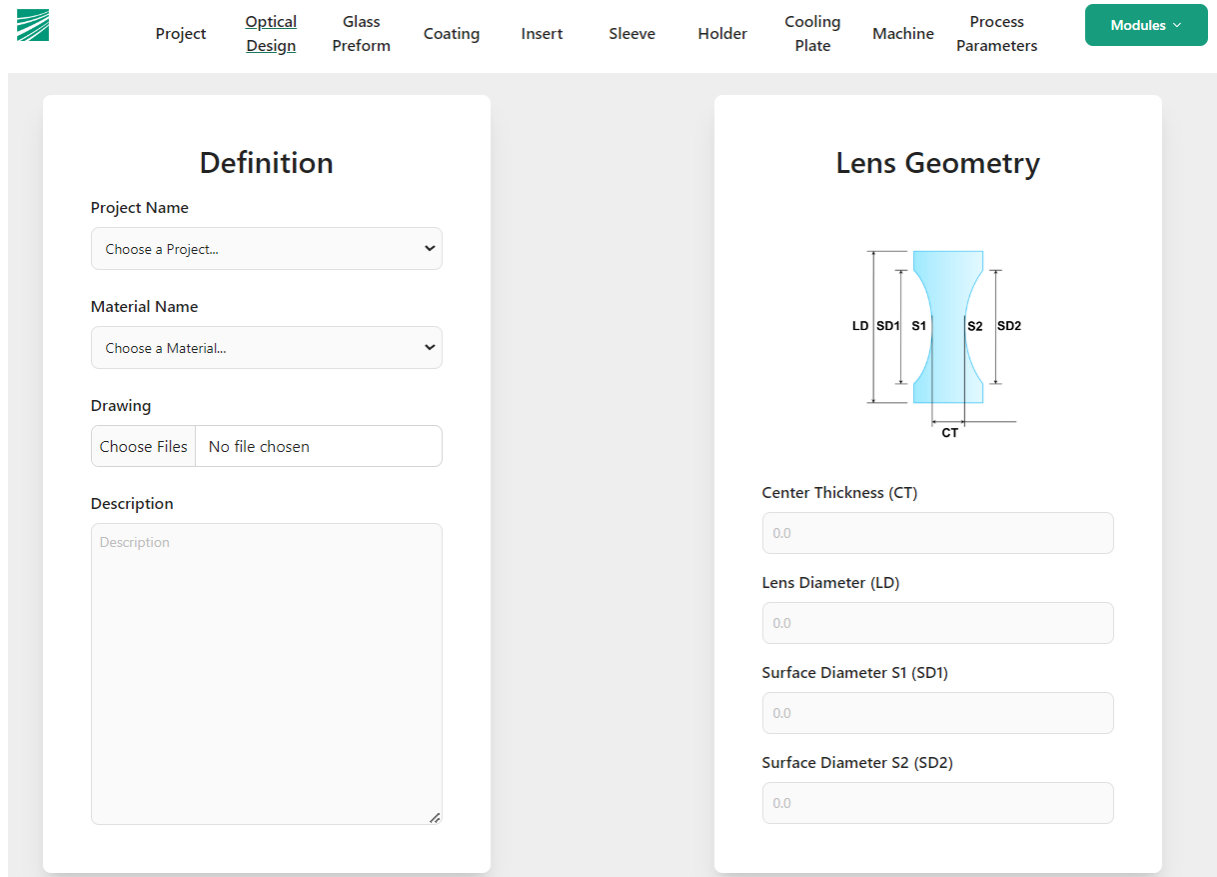 Project
Optical
Design
Glass
Preform
Coating
Insert
Sleeve
Holder
Cooling
Plate
Machine
Process
Parameters
Modules
Definition
Project Name
Choose a Project...
Material Name
Choose a Material...
Drawing
Choose Files No file chosen
Description
Description
Lens Geometry
LD SD1 S1 S2 SD2
CT
Center Thickness (CT)
0.0
Lens Diameter (LD)
0.0
Surface Diameter S1 (SD1)
0.0
Surface Diameter S2 (SD2)
0.0